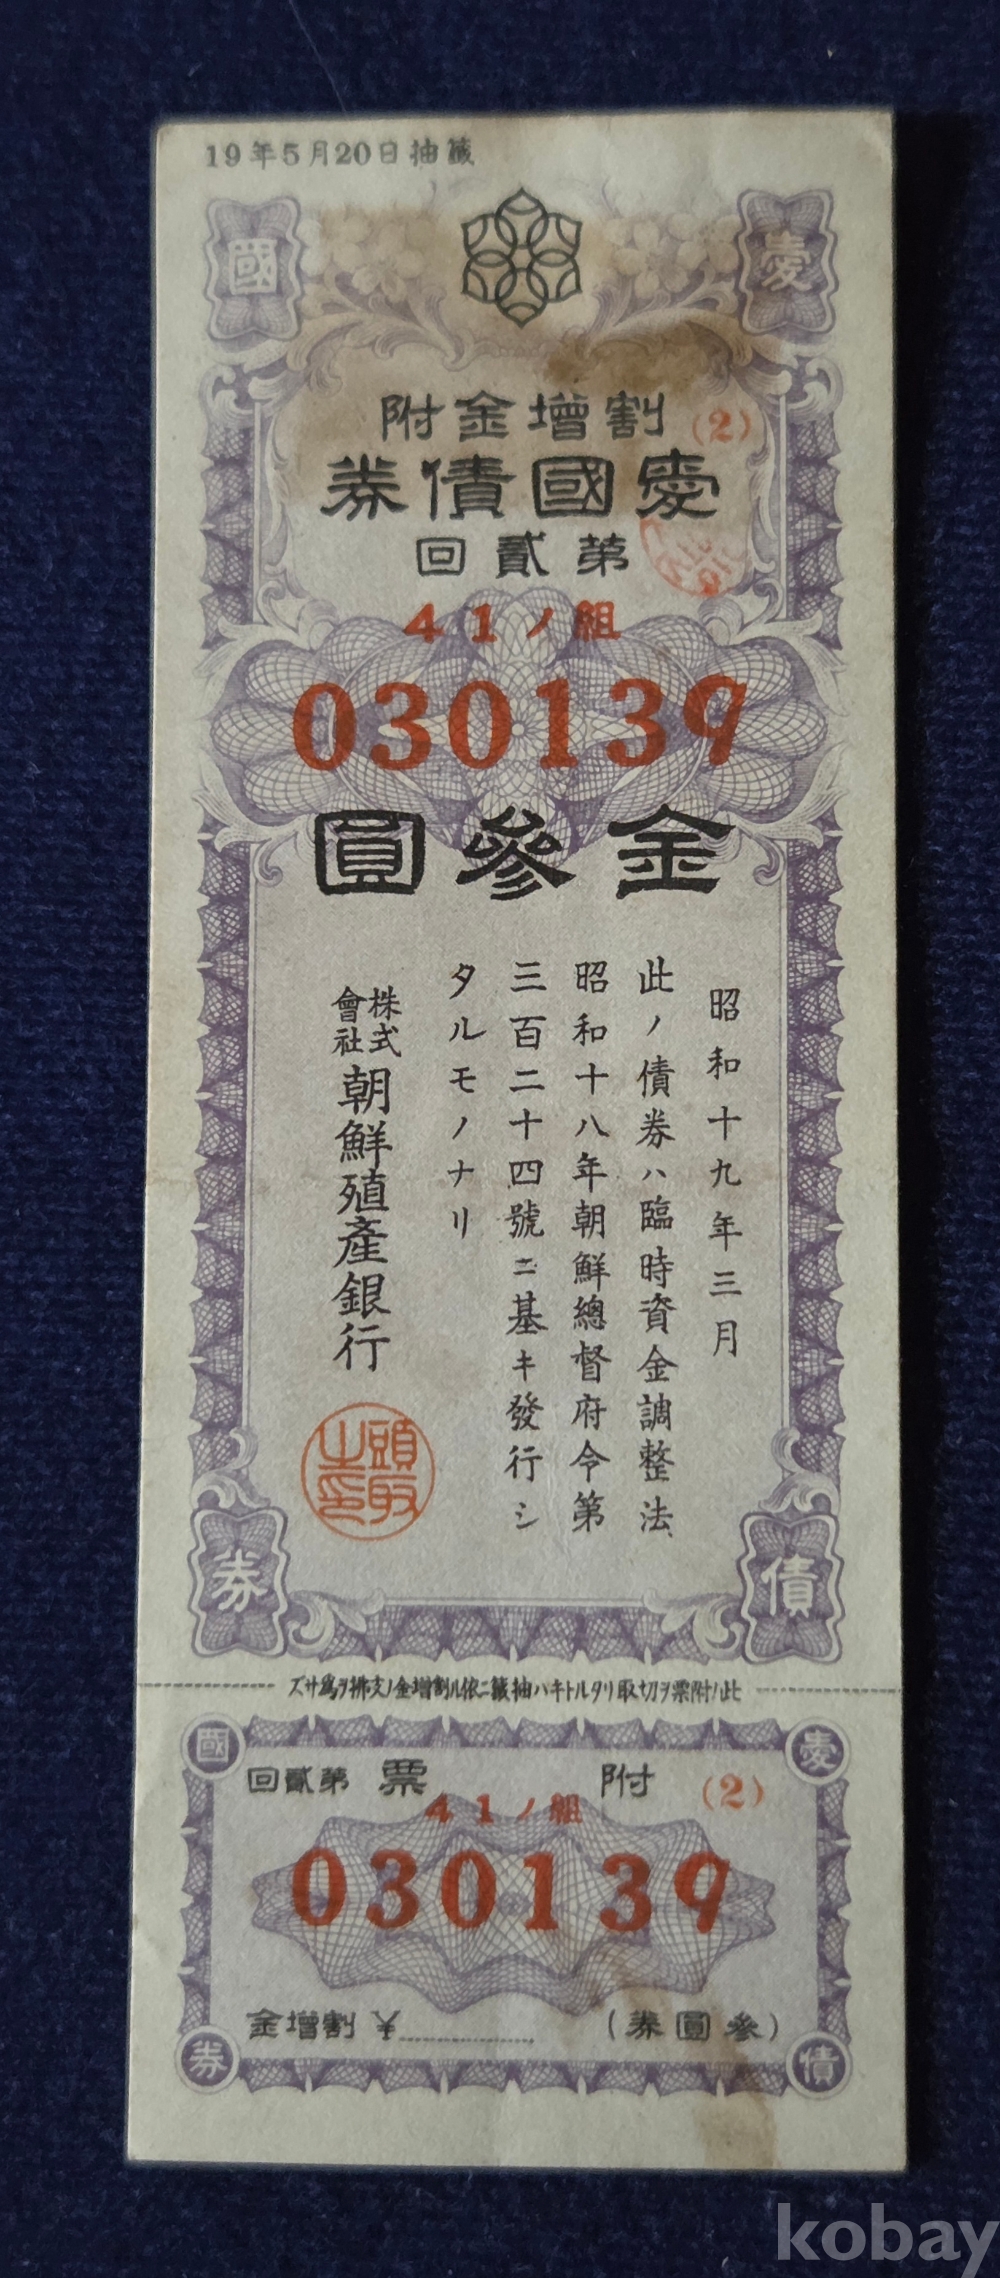 19年5月20日抽籤
愛國
割增金附 (2)
愛國債券
第貳回
41ノ組
030139
金參圓
昭和十九年三月
此ノ債券ハ臨時資金調整法
昭和十八年朝鮮總督府令第
三百二十四號ニ基キ發行シ
タルモノナリ
株式會社朝鮮殖產銀行
頭取之印
債券
此ノ附票ヲ切取リタルトキハ抽籤ニ依ル割增金ノ支拂ヲ爲サズ
愛國
附票 第貳回 (2)
41ノ組
030139
(參圓券) 割增金 ¥
債券
kobay